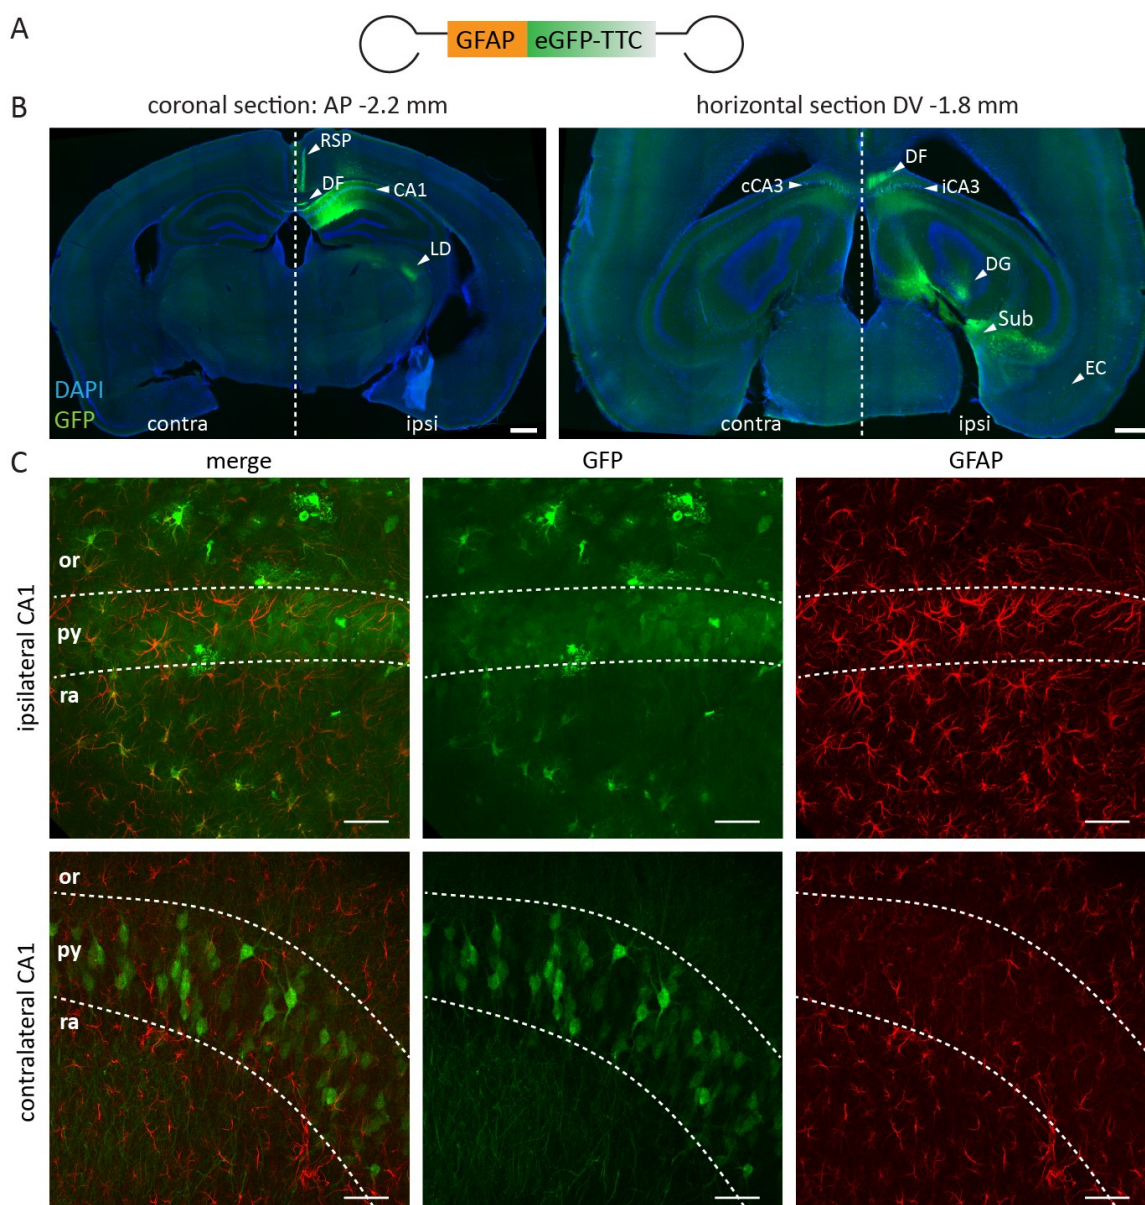 A
GFAP eGFP-TTC
B
coronal section: AP -2.2 mm
horizontal section DV -1.8 mm
RSP
DF
CA1
LD
DAPI
GFP
contra
ipsi
DF
cCA3
iCA3
DG
Sub
EC
contra
ipsi
C
merge
GFP
GFAP
ipsilateral CA1
or
py
ra
contralateral CA1
or
py
ra